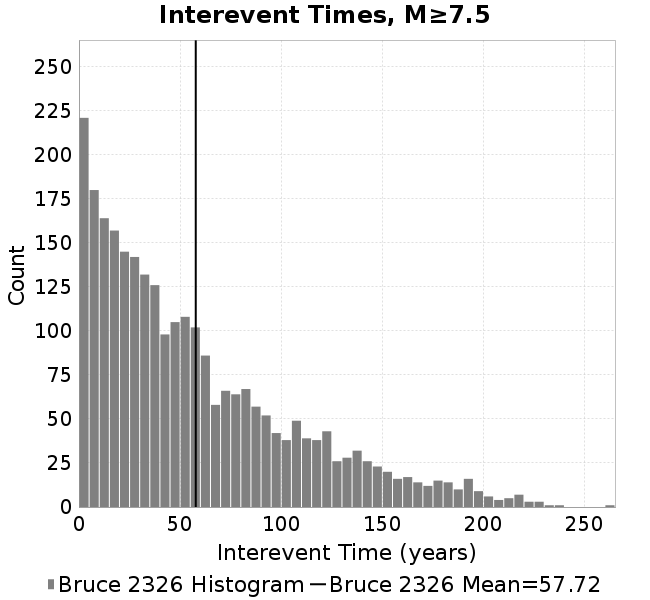 Interevent Times, M≥7.5
250
225
200
175
150
125
100
75
50
25
0
Count
0 50 100 150 200 250
Interevent Time (years)
Bruce 2326 Histogram Bruce 2326 Mean=57.72